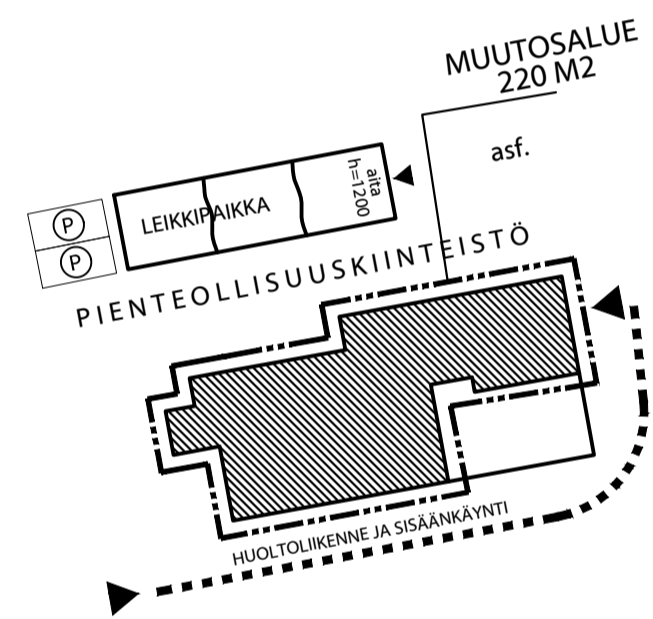 MUUTOSALUE
220 M2
asf.
aita
h=1200
LEIKKIPAIKKA
P
P
PIENTEOLLISUUSKIINTEISTÖ
HUOLTOLIIKENNE JA SISÄÄNKÄYNTI